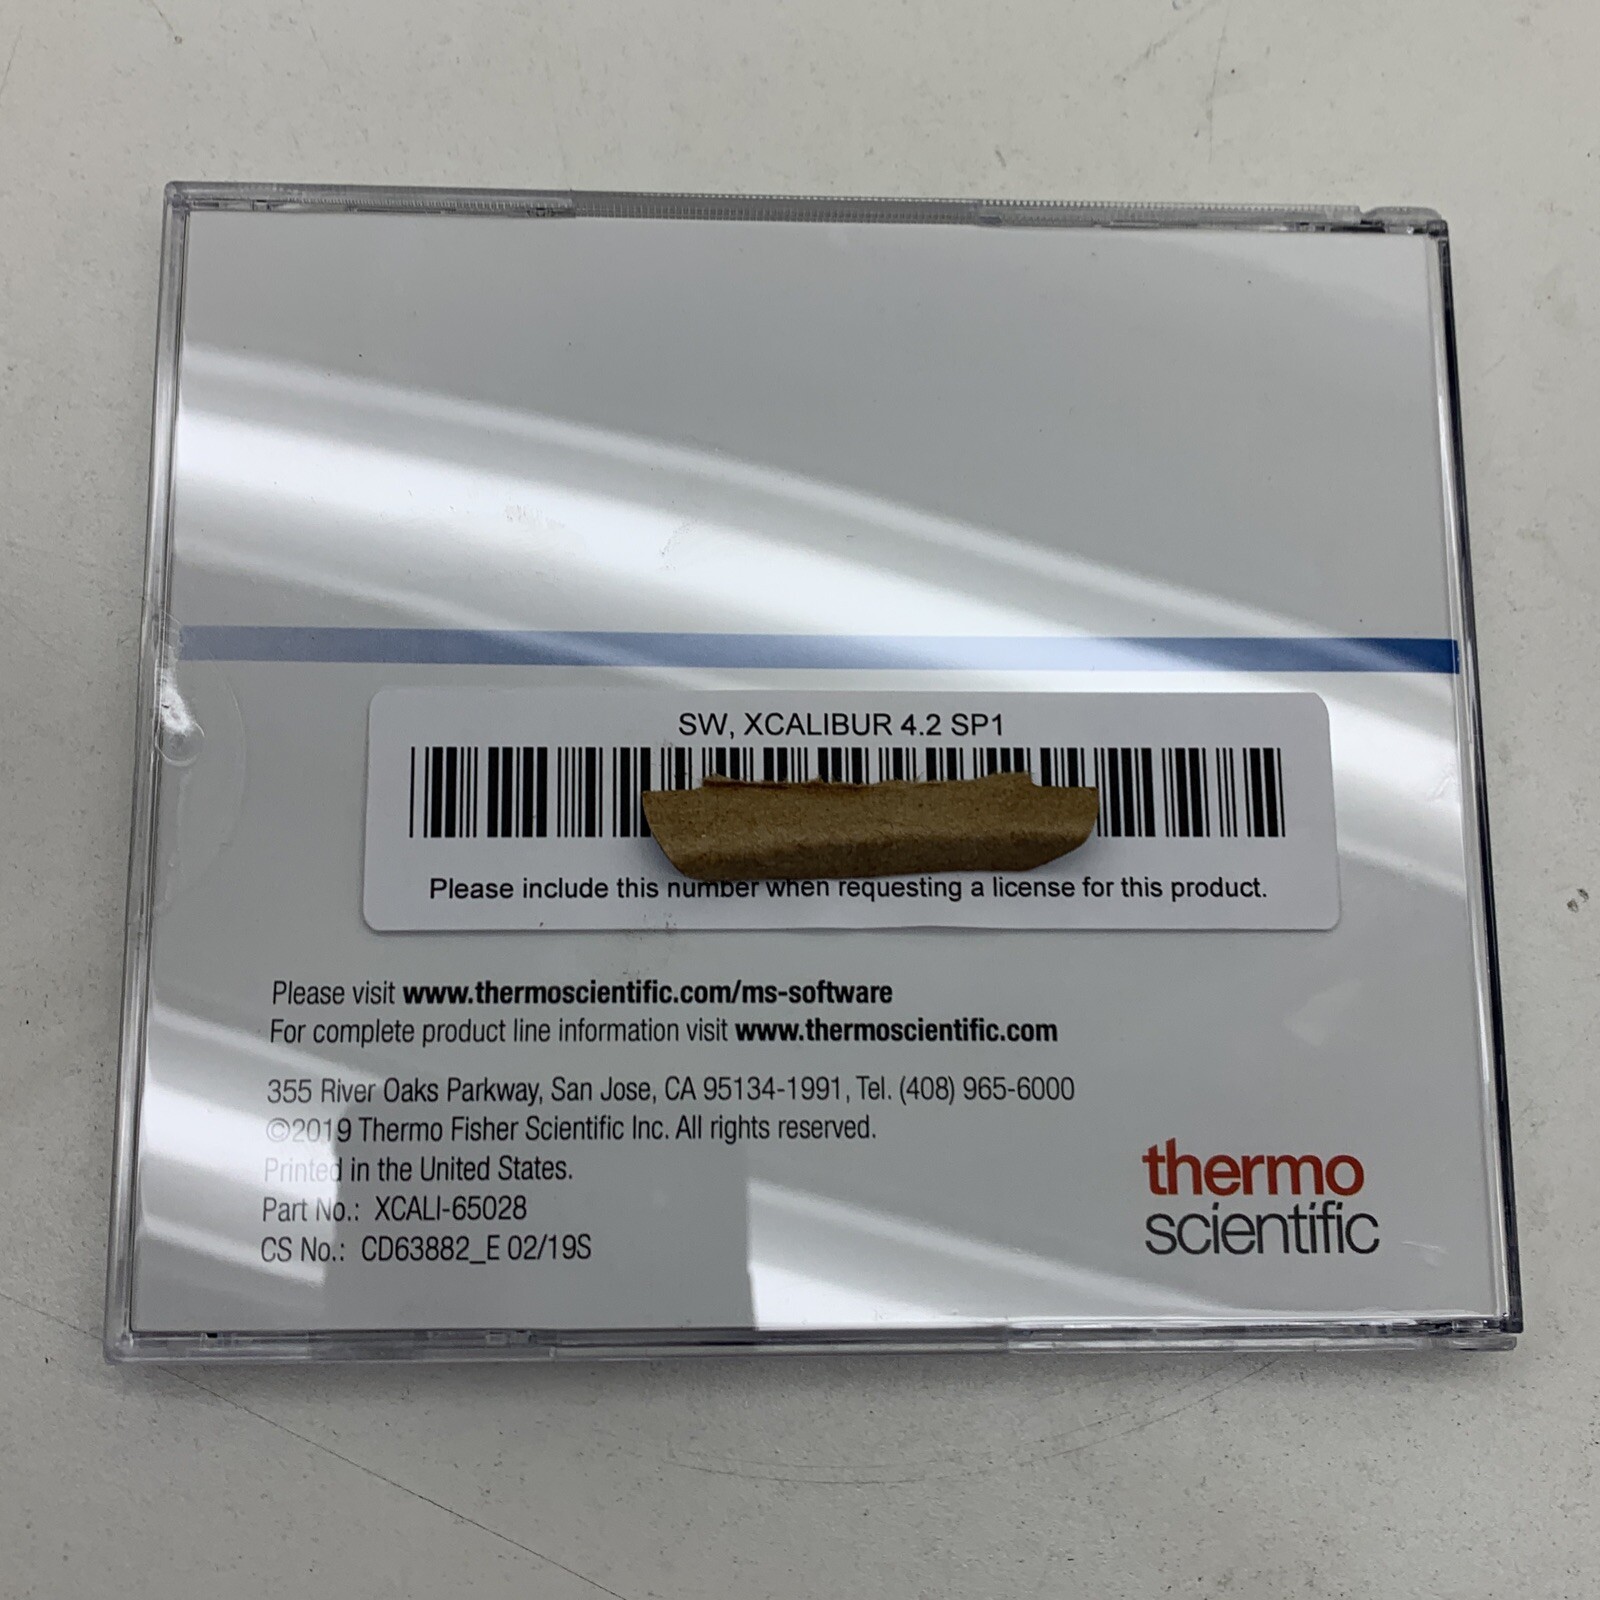 SW, XCALIBUR 4.2 SP1
Please include this number when requesting a license for this product.
Please visit www.thermoscientific.com/ms-software
For complete product line information visit www.thermoscientific.com
355 River Oaks Parkway, San Jose, CA 95134-1991, Tel. (408) 965-6000
©2019 Thermo Fisher Scientific Inc. All rights reserved.
Printed in the United States.
Part No.: XCALI-65028
CS No.: CD63882_E 02/19S
thermo
scientific